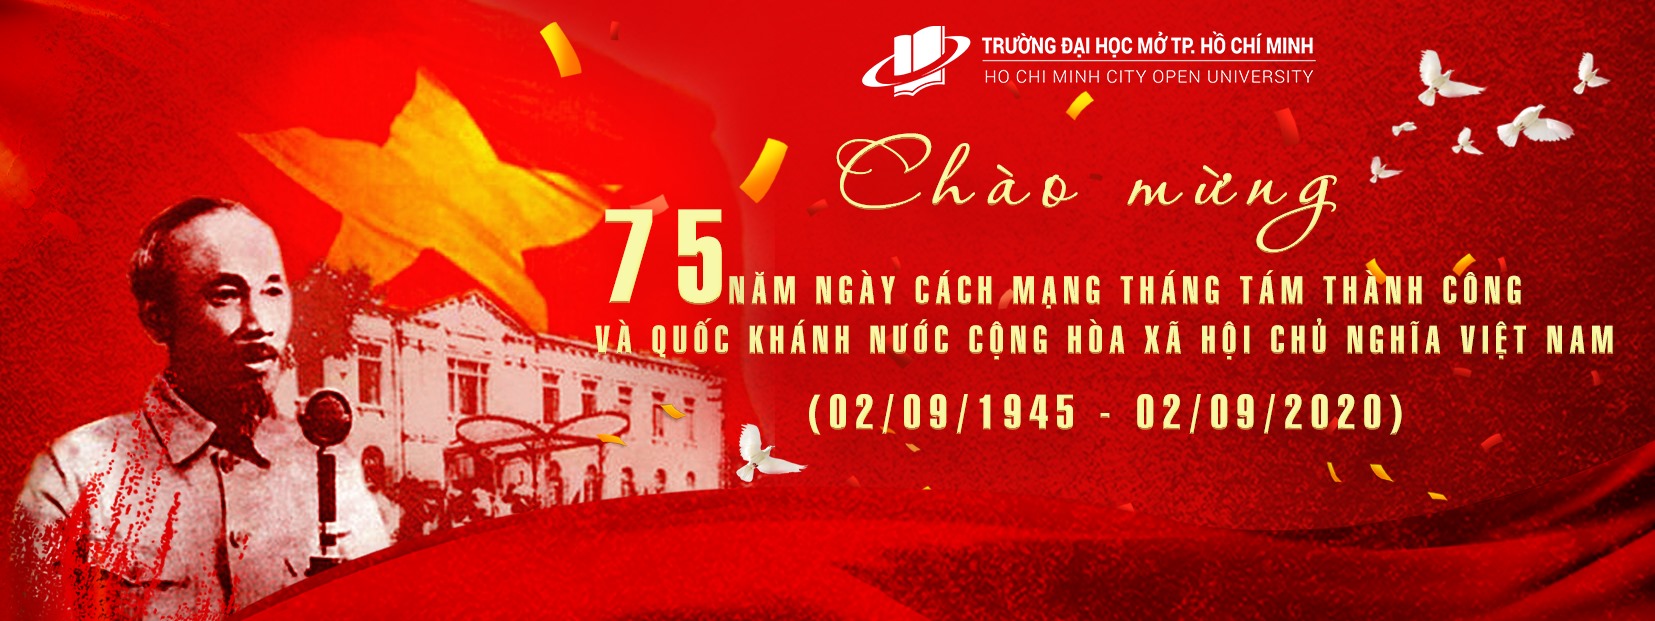 TRƯỜNG ĐẠI HỌC MỞ TP. HỒ CHÍ MINH
HO CHI MINH CITY OPEN UNIVERSITY
Chào mừng
75 NĂM NGÀY CÁCH MẠNG THÁNG TÁM THÀNH CÔNG
VÀ QUỐC KHÁNH NƯỚC CỘNG HÒA XÃ HỘI CHỦ NGHĨA VIỆT NAM
(02/09/1945 - 02/09/2020)